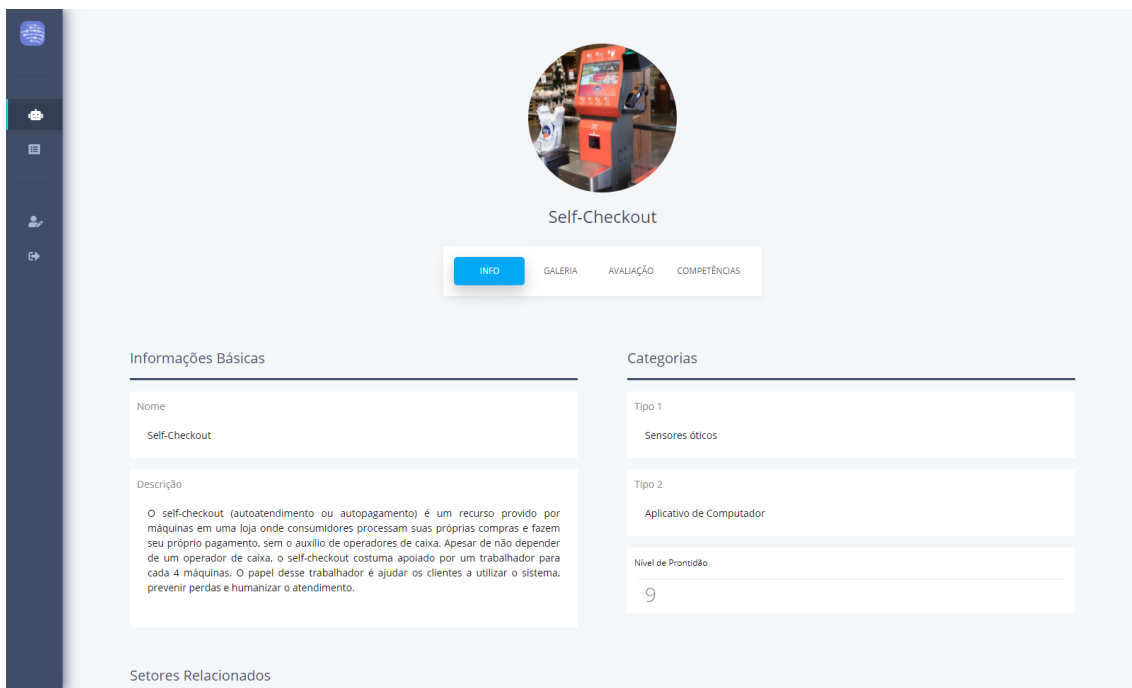 Self-Checkout
INFO
GALERIA
AVALIAÇÃO
COMPETÊNCIAS
Informações Básicas
Nome
Self-Checkout
Descrição
O self-checkout (autoatendimento ou autopagamento) é um recurso provido por
máquinas em uma loja onde consumidores processam suas próprias compras e fazem
seu próprio pagamento, sem o auxílio de operadores de caixa. Apesar de não depender
de um operador de caixa, o self-checkout costuma apoiado por um trabalhador para
cada 4 máquinas. O papel desse trabalhador é ajudar os clientes a utilizar o sistema,
prevenir perdas e humanizar o atendimento.
Categorias
Tipo 1
Sensores óticos
Tipo 2
Aplicativo de Computador
Nível de Prontidão
9
Setores Relacionados